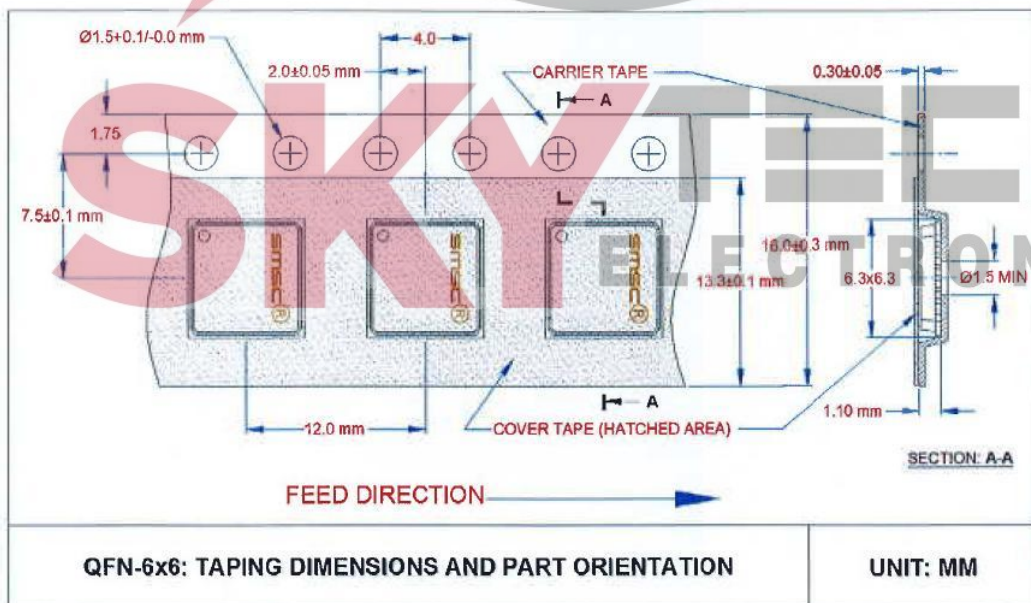 Ø1.5+0.1/-0.0 mm
4.0
2.0±0.05 mm
CARRIER TAPE
0.30±0.05
A
1.75
7.5±0.1 mm
SKYTEC
ELECTRON
16.0±0.3 mm
13.3±0.1 mm
6.3x6.3
Ø1.5 MIN
smsc®
smsc®
smsc®
A
1.10 mm
12.0 mm
COVER TAPE (HATCHED AREA)
SECTION: A-A
FEED DIRECTION
QFN-6x6: TAPING DIMENSIONS AND PART ORIENTATION
UNIT: MM